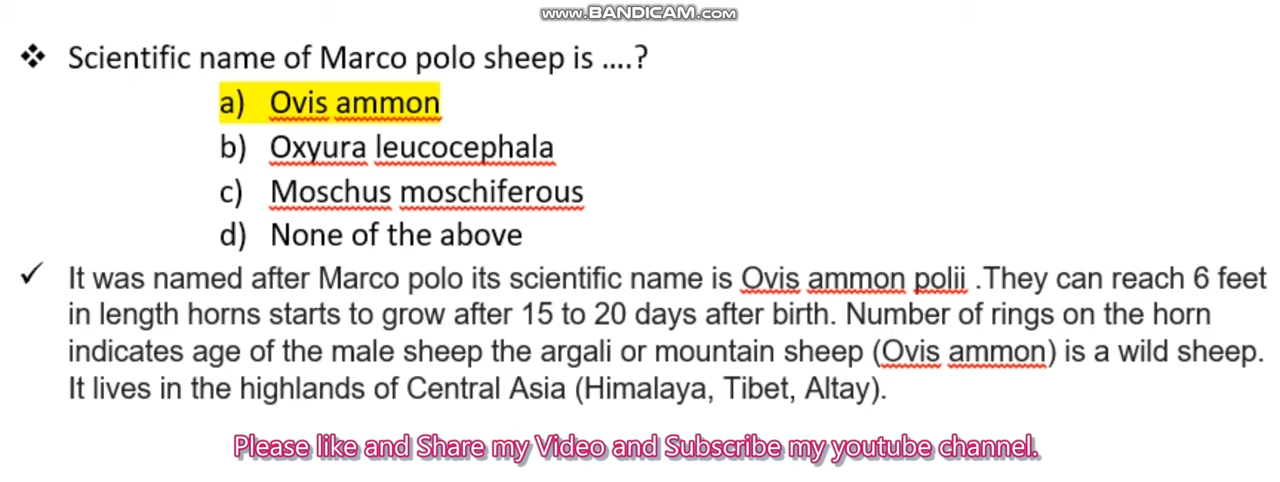 www.BANDICAM.com
❖ Scientific name of Marco polo sheep is ....?
a) Ovis ammon
b) Oxyura leucocephala
c) Moschus moschiferous
d) None of the above
✓ It was named after Marco polo its scientific name is Ovis ammon polii .They can reach 6 feet
in length horns starts to grow after 15 to 20 days after birth. Number of rings on the horn
indicates age of the male sheep the argali or mountain sheep (Ovis ammon) is a wild sheep.
It lives in the highlands of Central Asia (Himalaya, Tibet, Altay).
Please like and Share my Video and Subscribe my youtube channel.